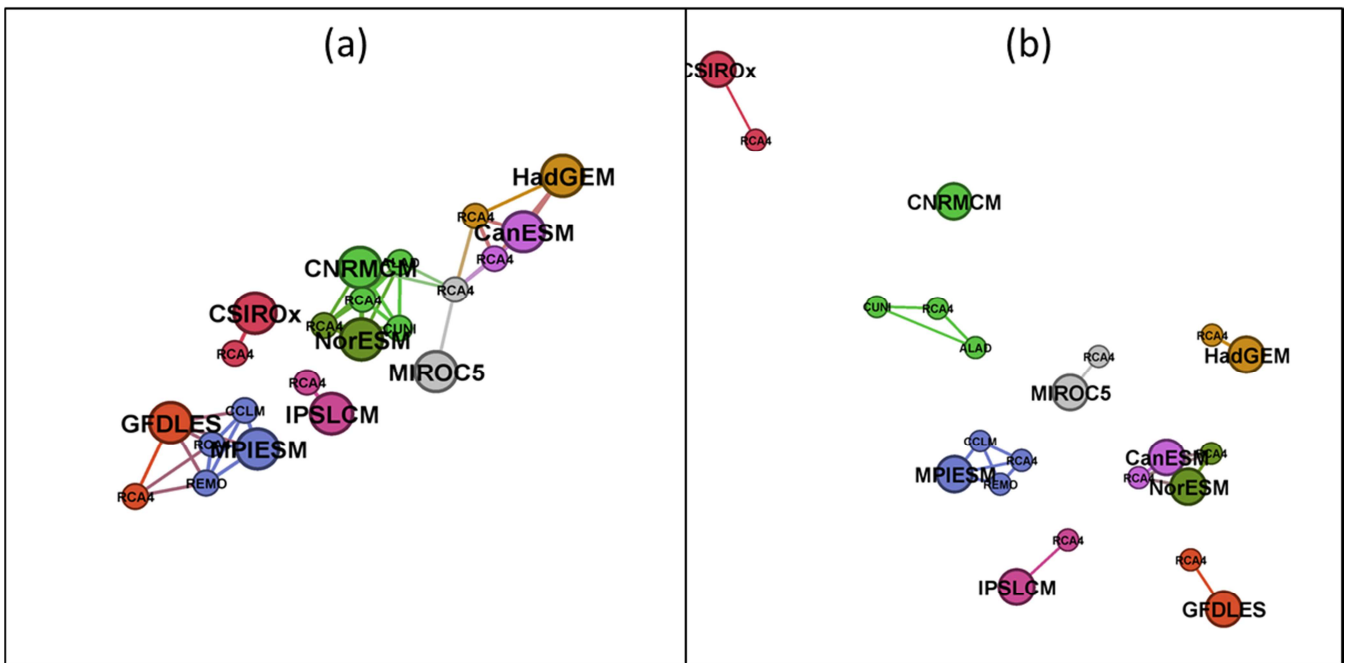 (a)
HadGEM
RCA4
CanESM
RCA4
CNRMCM
ALAD
RCA4
RCA4
CSIROx
RCA4
CUNI
NorESM
RCA4
MIROC5
RCA4
IPSLCM
GFDLES
CCLM
RCA4
MPIESM
REMO
RCA4
(b)
CSIROx
RCA4
CNRMCM
CUNI
RCA4
ALAD
RCA4
HadGEM
RCA4
MIROC5
CCLM
RCA4
MPIESM
REMO
CanESM
RCA4
RCA4
NorESM
RCA4
IPSLCM
RCA4
GFDLES